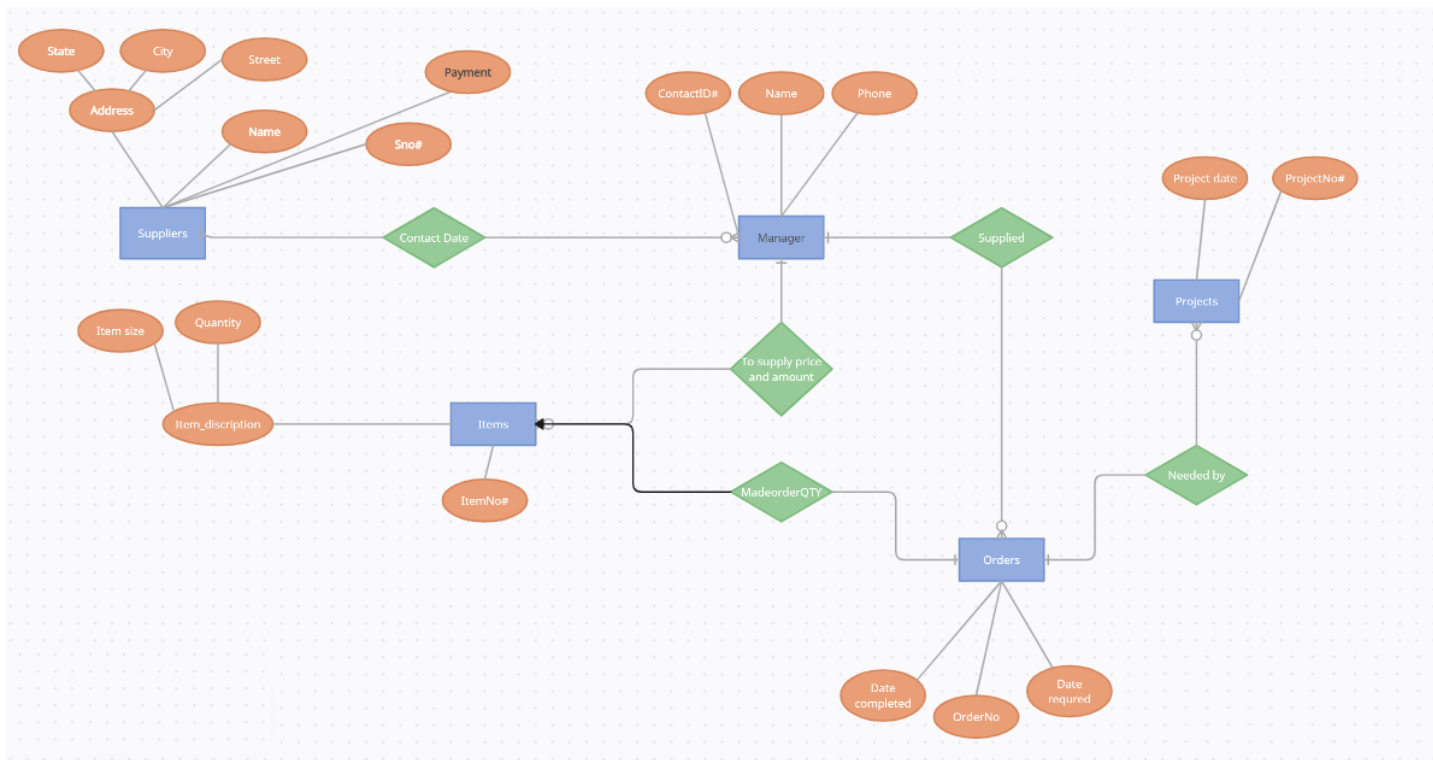 State
City
Street
Address
Payment
Name
Sno#
Suppliers
Contact Date
ContactID#
Name
Phone
Manager
Supplied
Project date
ProjectNo#
Projects
Item size
Quantity
Item_discription
Items
ItemNo#
To supply price
and amount
MadeorderQTY
Needed by
Orders
Date
completed
OrderNo
Date
requred